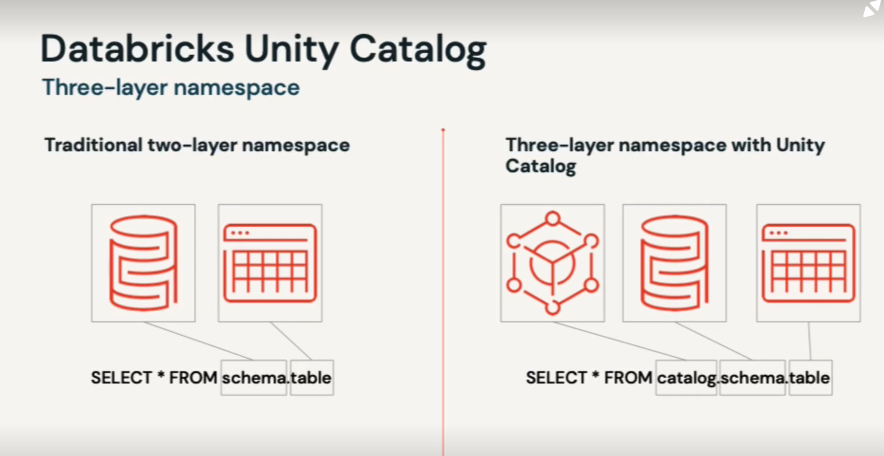 Databricks Unity Catalog
Three-layer namespace
Traditional two-layer namespace
SELECT * FROM schema.table
Three-layer namespace with Unity
Catalog
SELECT * FROM catalog.schema.table